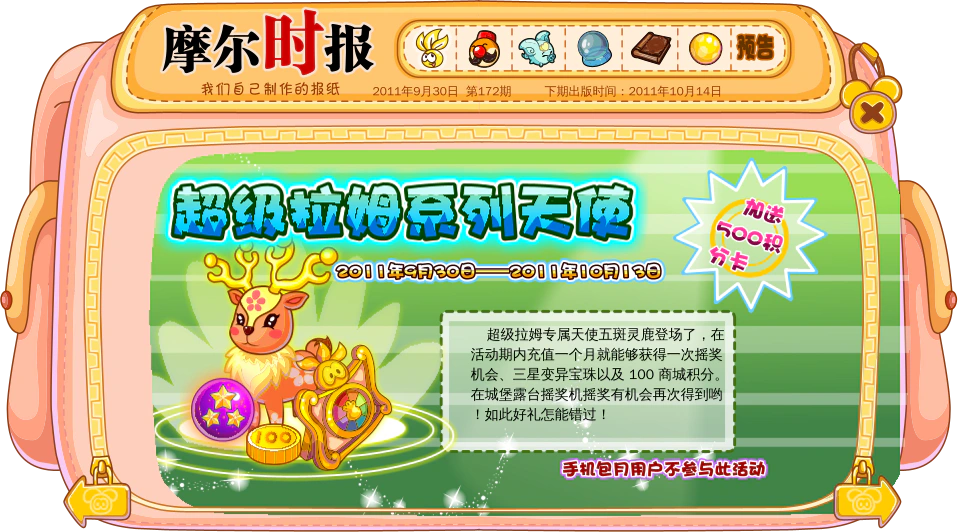 摩尔时报
预告
我们自己制作的报纸
2011年9月30日 第172期
下期出版时间：2011年10月14日
超级拉姆系列天使
加送
500积
分卡
2011年9月30日——2011年10月13日
超级拉姆专属天使五斑灵鹿登场了，在
活动期内充值一个月就能够获得一次摇奖
机会、三星变异宝珠以及 100 商城积分。
在城堡露台摇奖机摇奖有机会再次得到哟
！如此好礼怎能错过！
手机包月用户不参与此活动